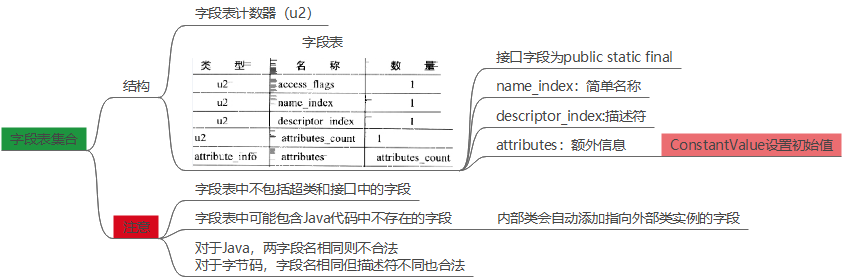 字段表集合
结构
字段表计数器（u2）
字段表
类 型 名 称 数 量
u2 access_flags 1
u2 name_index 1
u2 descriptor_index 1
u2 attributes_count 1
attribute_info attributes attributes_count
接口字段为public static final
name_index：简单名称
descriptor_index:描述符
attributes：额外信息
ConstantValue设置初始值
注意
字段表中不包括超类和接口中的字段
字段表中可能包含Java代码中不存在的字段
内部类会自动添加指向外部类实例的字段
对于Java，两字段名相同则不合法
对于字节码，字段名相同但描述符不同也合法